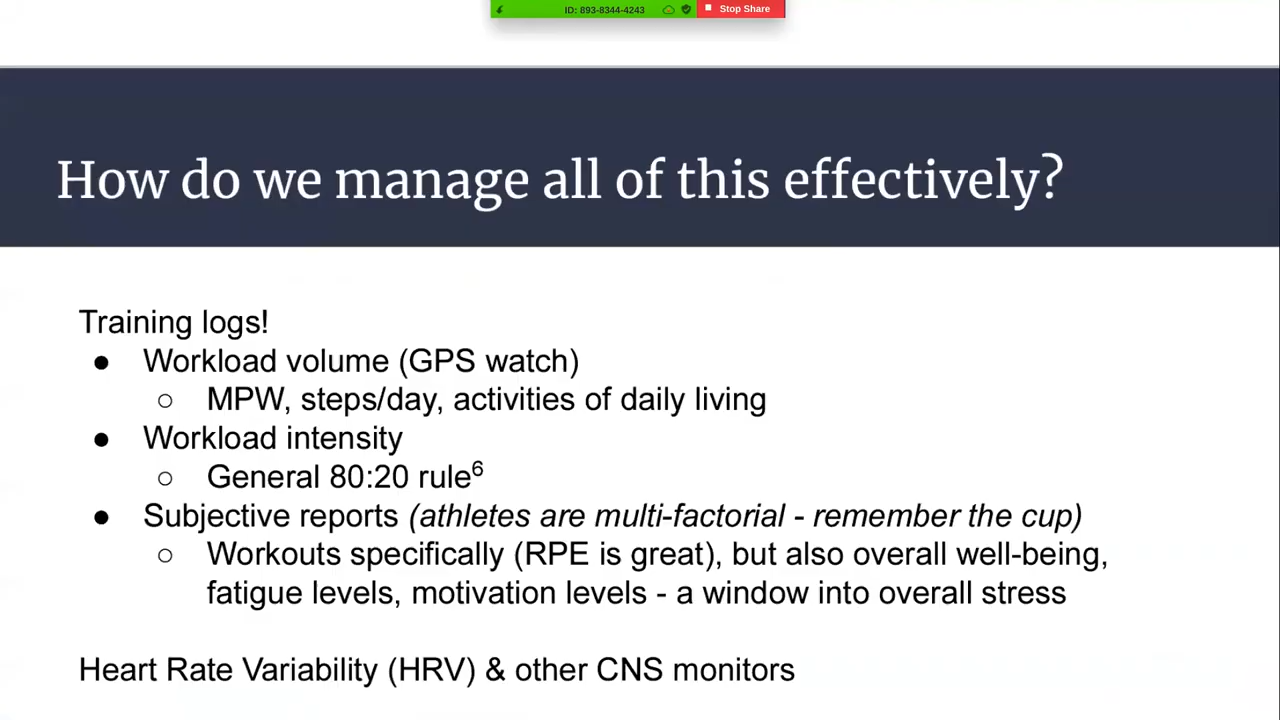 ID: 893-8344-4243 Stop Share
How do we manage all of this effectively?
Training logs!
● Workload volume (GPS watch)
○ MPW, steps/day, activities of daily living
● Workload intensity
○ General 80:20 rule⁶
● Subjective reports (athletes are multi-factorial - remember the cup)
○ Workouts specifically (RPE is great), but also overall well-being,
fatigue levels, motivation levels - a window into overall stress
Heart Rate Variability (HRV) & other CNS monitors